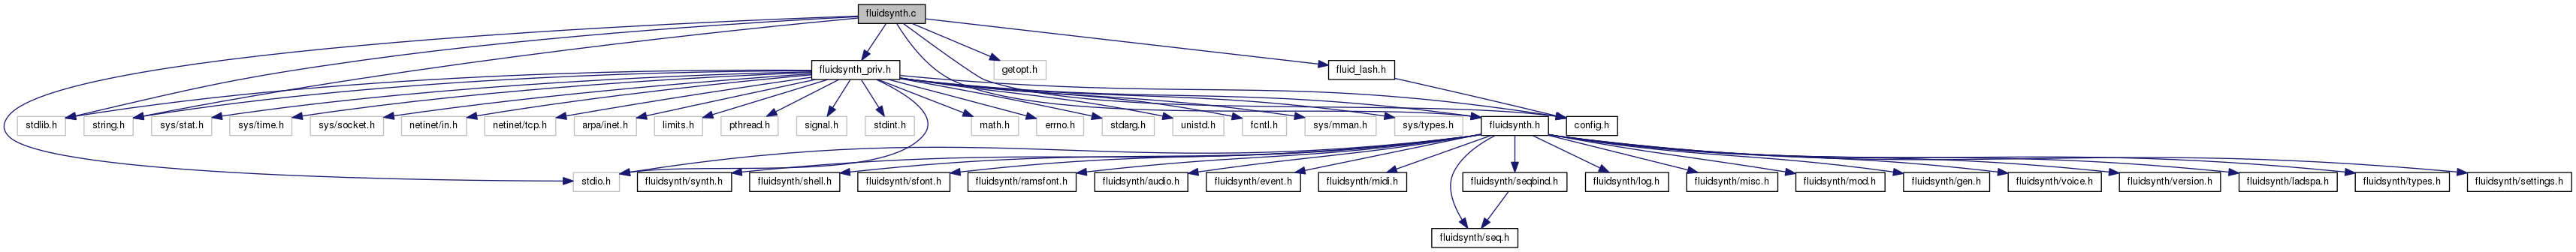 fluidsynth.c
fluidsynth_priv.h
getopt.h
fluid_lash.h
stdlib.h
string.h
sys/stat.h
sys/time.h
sys/socket.h
netinet/in.h
netinet/tcp.h
arpa/inet.h
limits.h
pthread.h
signal.h
stdint.h
math.h
errno.h
stdarg.h
unistd.h
fcntl.h
sys/mman.h
sys/types.h
fluidsynth.h
config.h
stdio.h
fluidsynth/synth.h
fluidsynth/shell.h
fluidsynth/sfont.h
fluidsynth/ramsfont.h
fluidsynth/audio.h
fluidsynth/event.h
fluidsynth/midi.h
fluidsynth/seqbind.h
fluidsynth/log.h
fluidsynth/misc.h
fluidsynth/mod.h
fluidsynth/gen.h
fluidsynth/voice.h
fluidsynth/version.h
fluidsynth/ladspa.h
fluidsynth/types.h
fluidsynth/settings.h
fluidsynth/seq.h